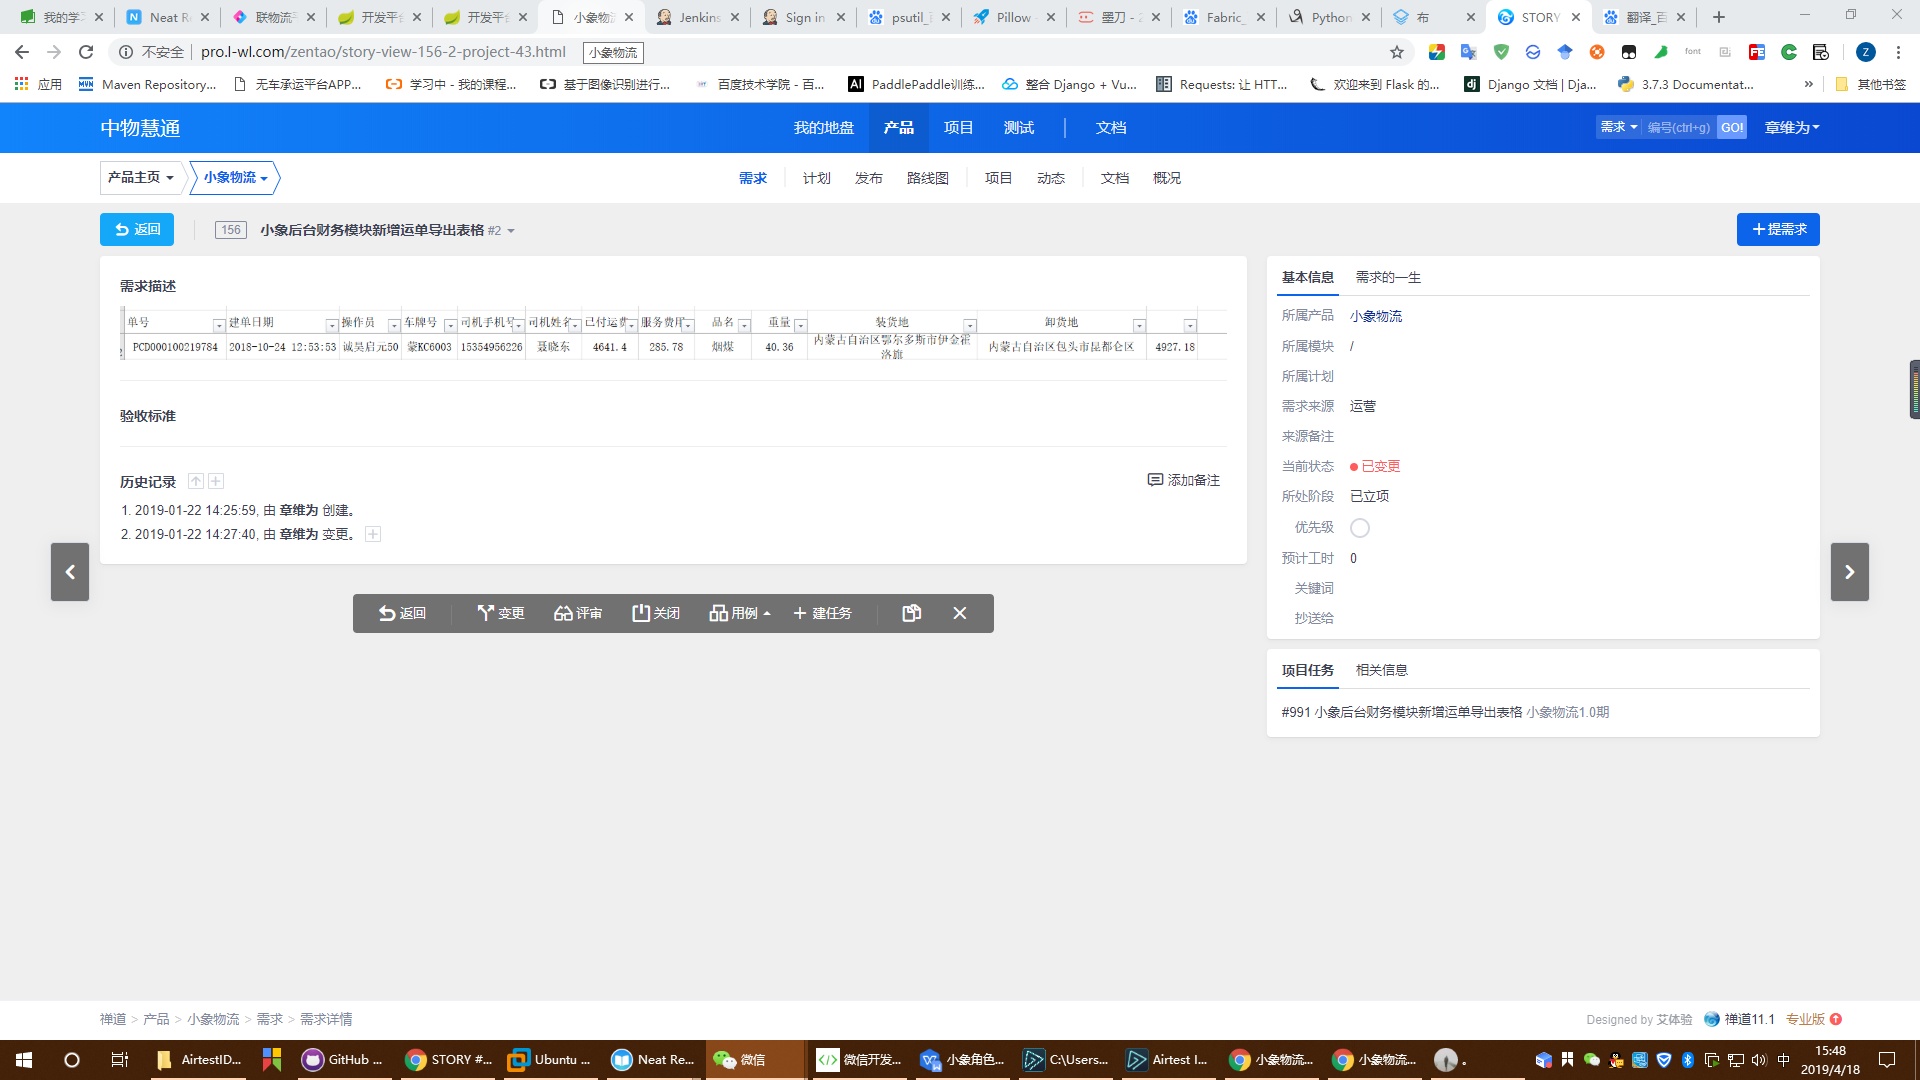 我的学 Neat R 联物流 开发平台 开发平台 小象物流 Jenkins Sign in psutil_ Pillow 墨刀 - Fabric_ Python 布 STORY 翻译_百
不安全 pro.l-wl.com/zentao/story-view-156-2-project-43.html 小象物流
应用 Maven Repository... 无车承运平台APP... 学习中 - 我的课程... 基于图像识别进行... 百度技术学院 - 百... PaddlePaddle训练... 整合 Django + Vu... Requests: 让 HTT... 欢迎来到 Flask 的... Django 文档 | Dja... 3.7.3 Documentat... » 其他书签
中物慧通 我的地盘 产品 项目 测试 文档 需求 编号(ctrl+g) GO! 章维为
产品主页 小象物流 需求 计划 发布 路线图 项目 动态 文档 概况
返回 156 小象后台财务模块新增运单导出表格 #2 提需求
需求描述
单号 建单日期 操作员 车牌号 司机手机号 司机姓名 已付运费 服务费用 品名 重量 装货地 卸货地
PCD000100219784 2018-10-24 12:53:53 诚昊启元50 蒙KC6003 15354956226 聂晓东 4641.4 285.78 烟煤 40.36 内蒙古自治区鄂尔多斯市伊金霍洛旗 内蒙古自治区包头市昆都仑区 4927.18
验收标准
历史记录 添加备注
1. 2019-01-22 14:25:59, 由 章维为 创建。
2. 2019-01-22 14:27:40, 由 章维为 变更。
返回 变更 评审 关闭 用例 建任务
基本信息 需求的一生
所属产品 小象物流
所属模块 /
所属计划
需求来源 运营
来源备注
当前状态 已变更
所处阶段 已立项
优先级
预计工时 0
关键词
抄送给
项目任务 相关信息
#991 小象后台财务模块新增运单导出表格 小象物流1.0期
禅道 > 产品 > 小象物流 > 需求 > 需求详情 Designed by 艾体验 禅道11.1 专业版
AirtestID... GitHub ... STORY #... Ubuntu ... Neat Re... 微信 微信开发... 小象角色... C:\Users... Airtest I... 小象物流... 小象物流... 中 15:48
2019/4/18